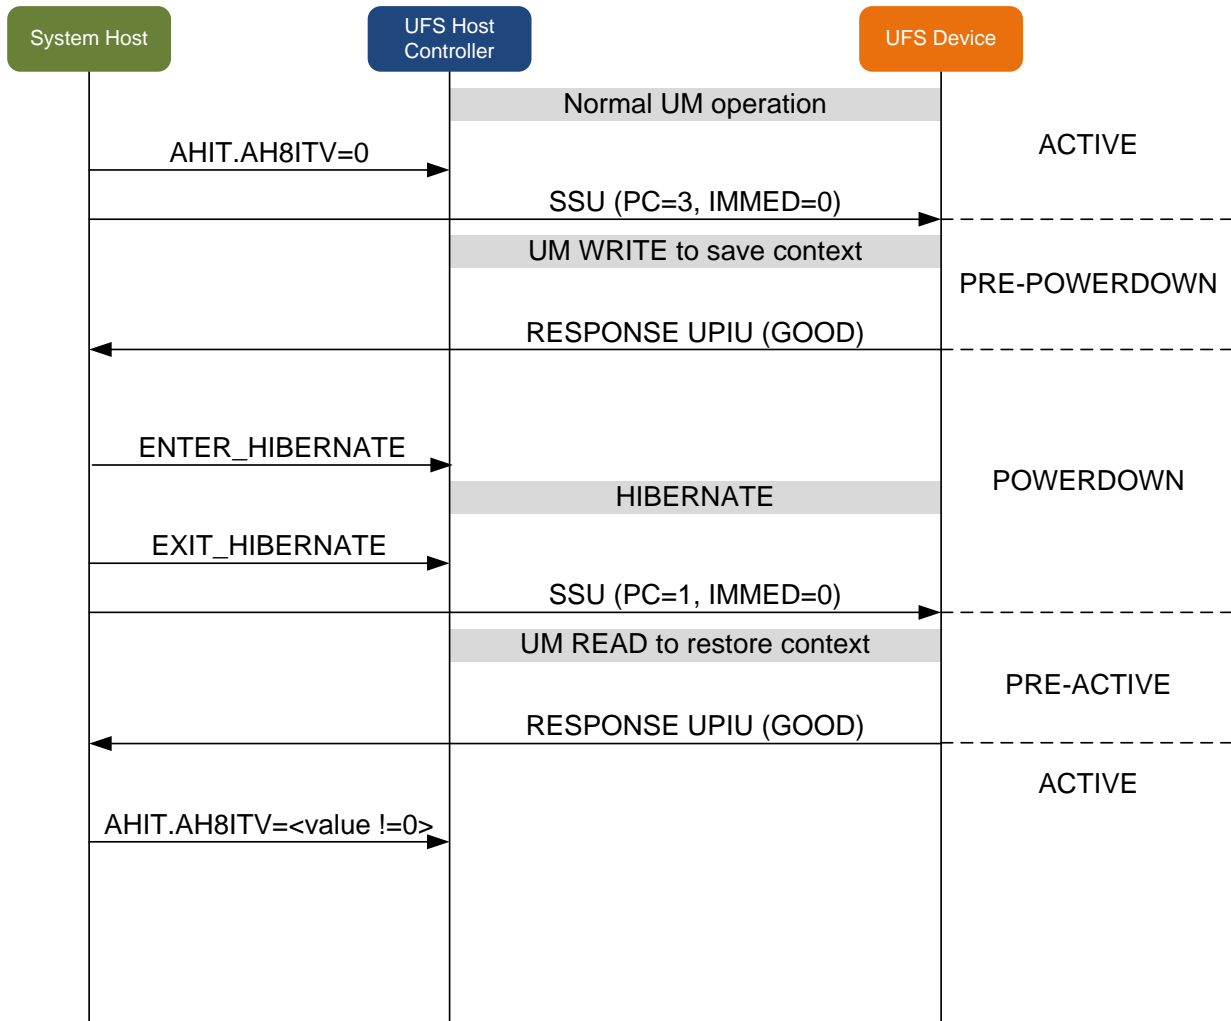 System Host
UFS Host
Controller
UFS Device
Normal UM operation
ACTIVE
AHIT.AH8ITV=0
SSU (PC=3, IMMED=0)
UM WRITE to save context
PRE-POWERDOWN
RESPONSE UPIU (GOOD)
ENTER_HIBERNATE
POWERDOWN
HIBERNATE
EXIT_HIBERNATE
SSU (PC=1, IMMED=0)
UM READ to restore context
PRE-ACTIVE
RESPONSE UPIU (GOOD)
ACTIVE
AHIT.AH8ITV=<value !=0>